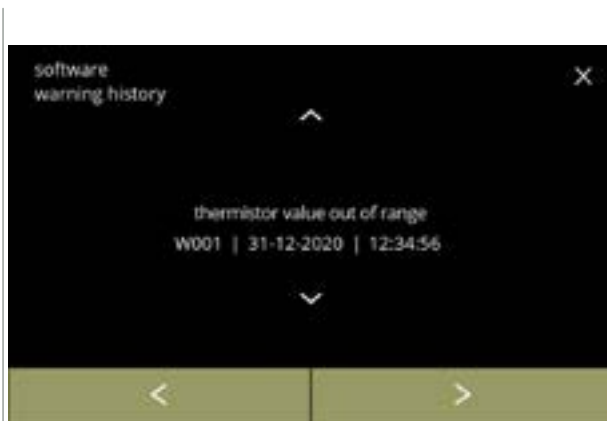 software
warning history
thermistor value out of range
W001 | 31-12-2020 | 12:34:56